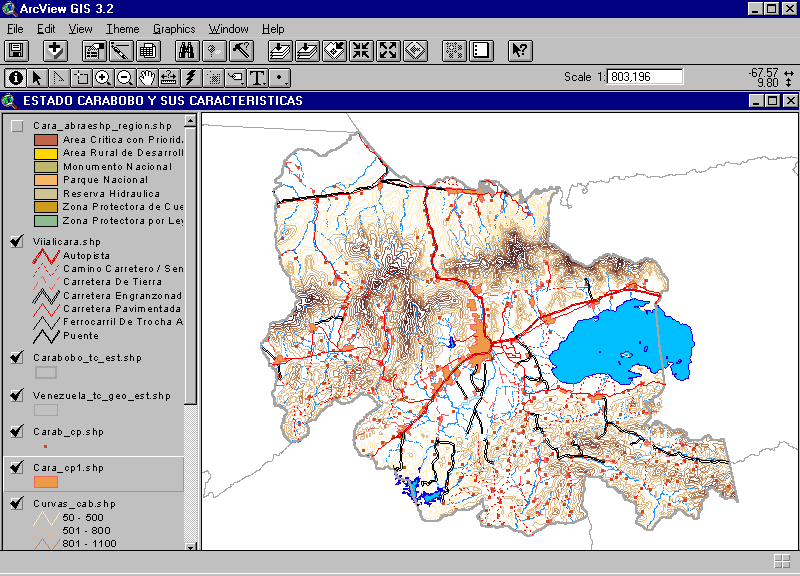 ArcView GIS 3.2
File Edit View Theme Graphics Window Help
Scale 1: 803,196
-67.57
9.80
ESTADO CARABOBO Y SUS CARACTERISTICAS
Cara_abraeshp_region.shp
Area Critica con Priorid.
Area Rural de Desarroll
Monumento Nacional
Parque Nacional
Reserva Hidraulica
Zona Protectora de Cue
Zona Protectora por Ley
Viialicara.shp
Autopista
Camino Carretero / Sen
Carretera De Tierra
Carretera Engranzonad
Carretera Pavimentada
Ferrocarril De Trocha A
Puente
Carabobo_tc_est.shp
Venezuela_tc_geo_est.shp
Carab_cp.shp
Cara_cp1.shp
Curvas_cab.shp
50 - 500
501 - 800
801 - 1100